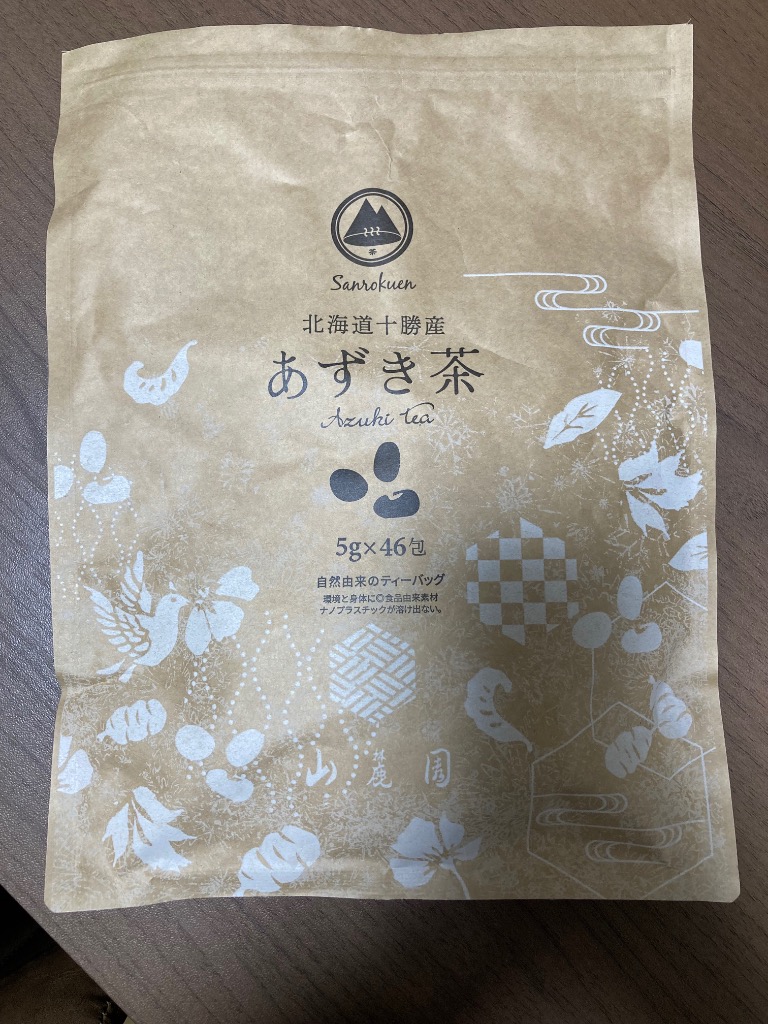 茶
Sanrokuen
北海道十勝産
あずき茶
Azuki tea
5g×46包
自然由来のティーバッグ
環境と身体に◎食品由来素材
ナノプラスチックが溶け出ない。
山麓園